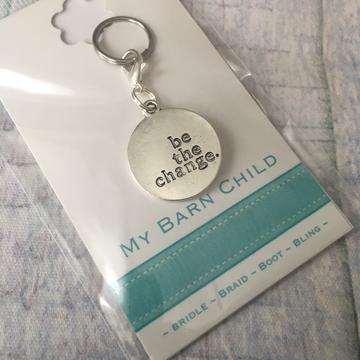 be
the
change.
MY BARN CHILD
~ BRIDLE ~ BRAID ~ BOOT ~ BLING ~